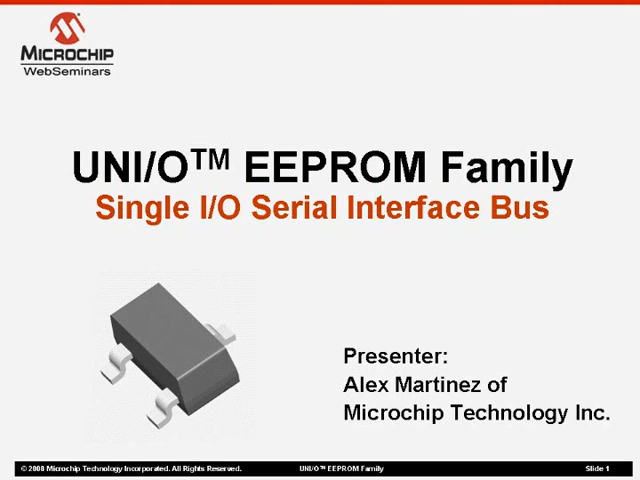 MICROCHIP
WebSeminars
UNI/O™ EEPROM Family
Single I/O Serial Interface Bus
Presenter:
Alex Martinez of
Microchip Technology Inc.
© 2008 Microchip Technology Incorporated. All Rights Reserved. UNI/O™ EEPROM Family Slide 1